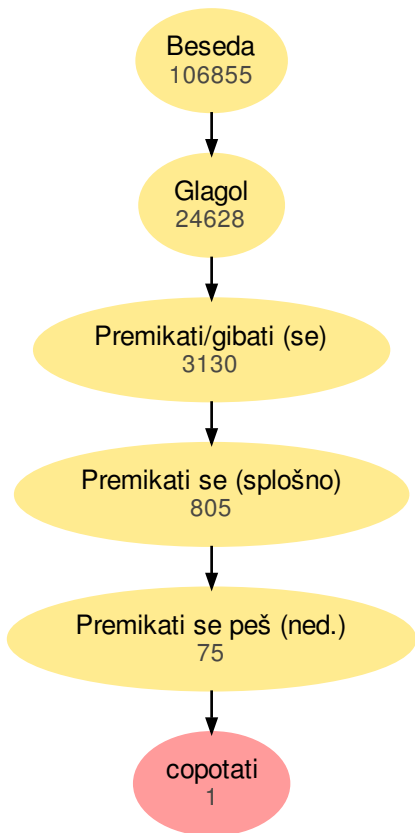 Beseda
106855
Glagol
24628
Premikati/gibati (se)
3130
Premikati se (splošno)
805
Premikati se peš (ned.)
75
copotati
1